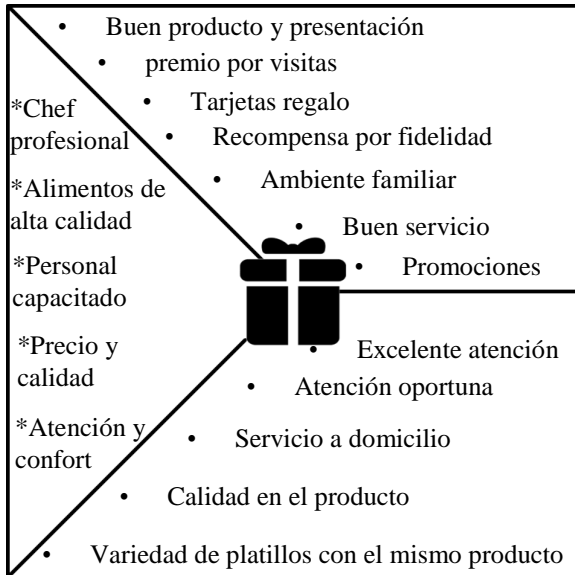 • Buen producto y presentación
• premio por visitas
• Tarjetas regalo
• Recompensa por fidelidad
• Ambiente familiar
• Buen servicio
• Promociones
*Chef
profesional
*Alimentos de
alta calidad
*Personal
capacitado
*Precio y
calidad
*Atención y
confort
• Excelente atención
• Atención oportuna
• Servicio a domicilio
• Calidad en el producto
• Variedad de platillos con el mismo producto